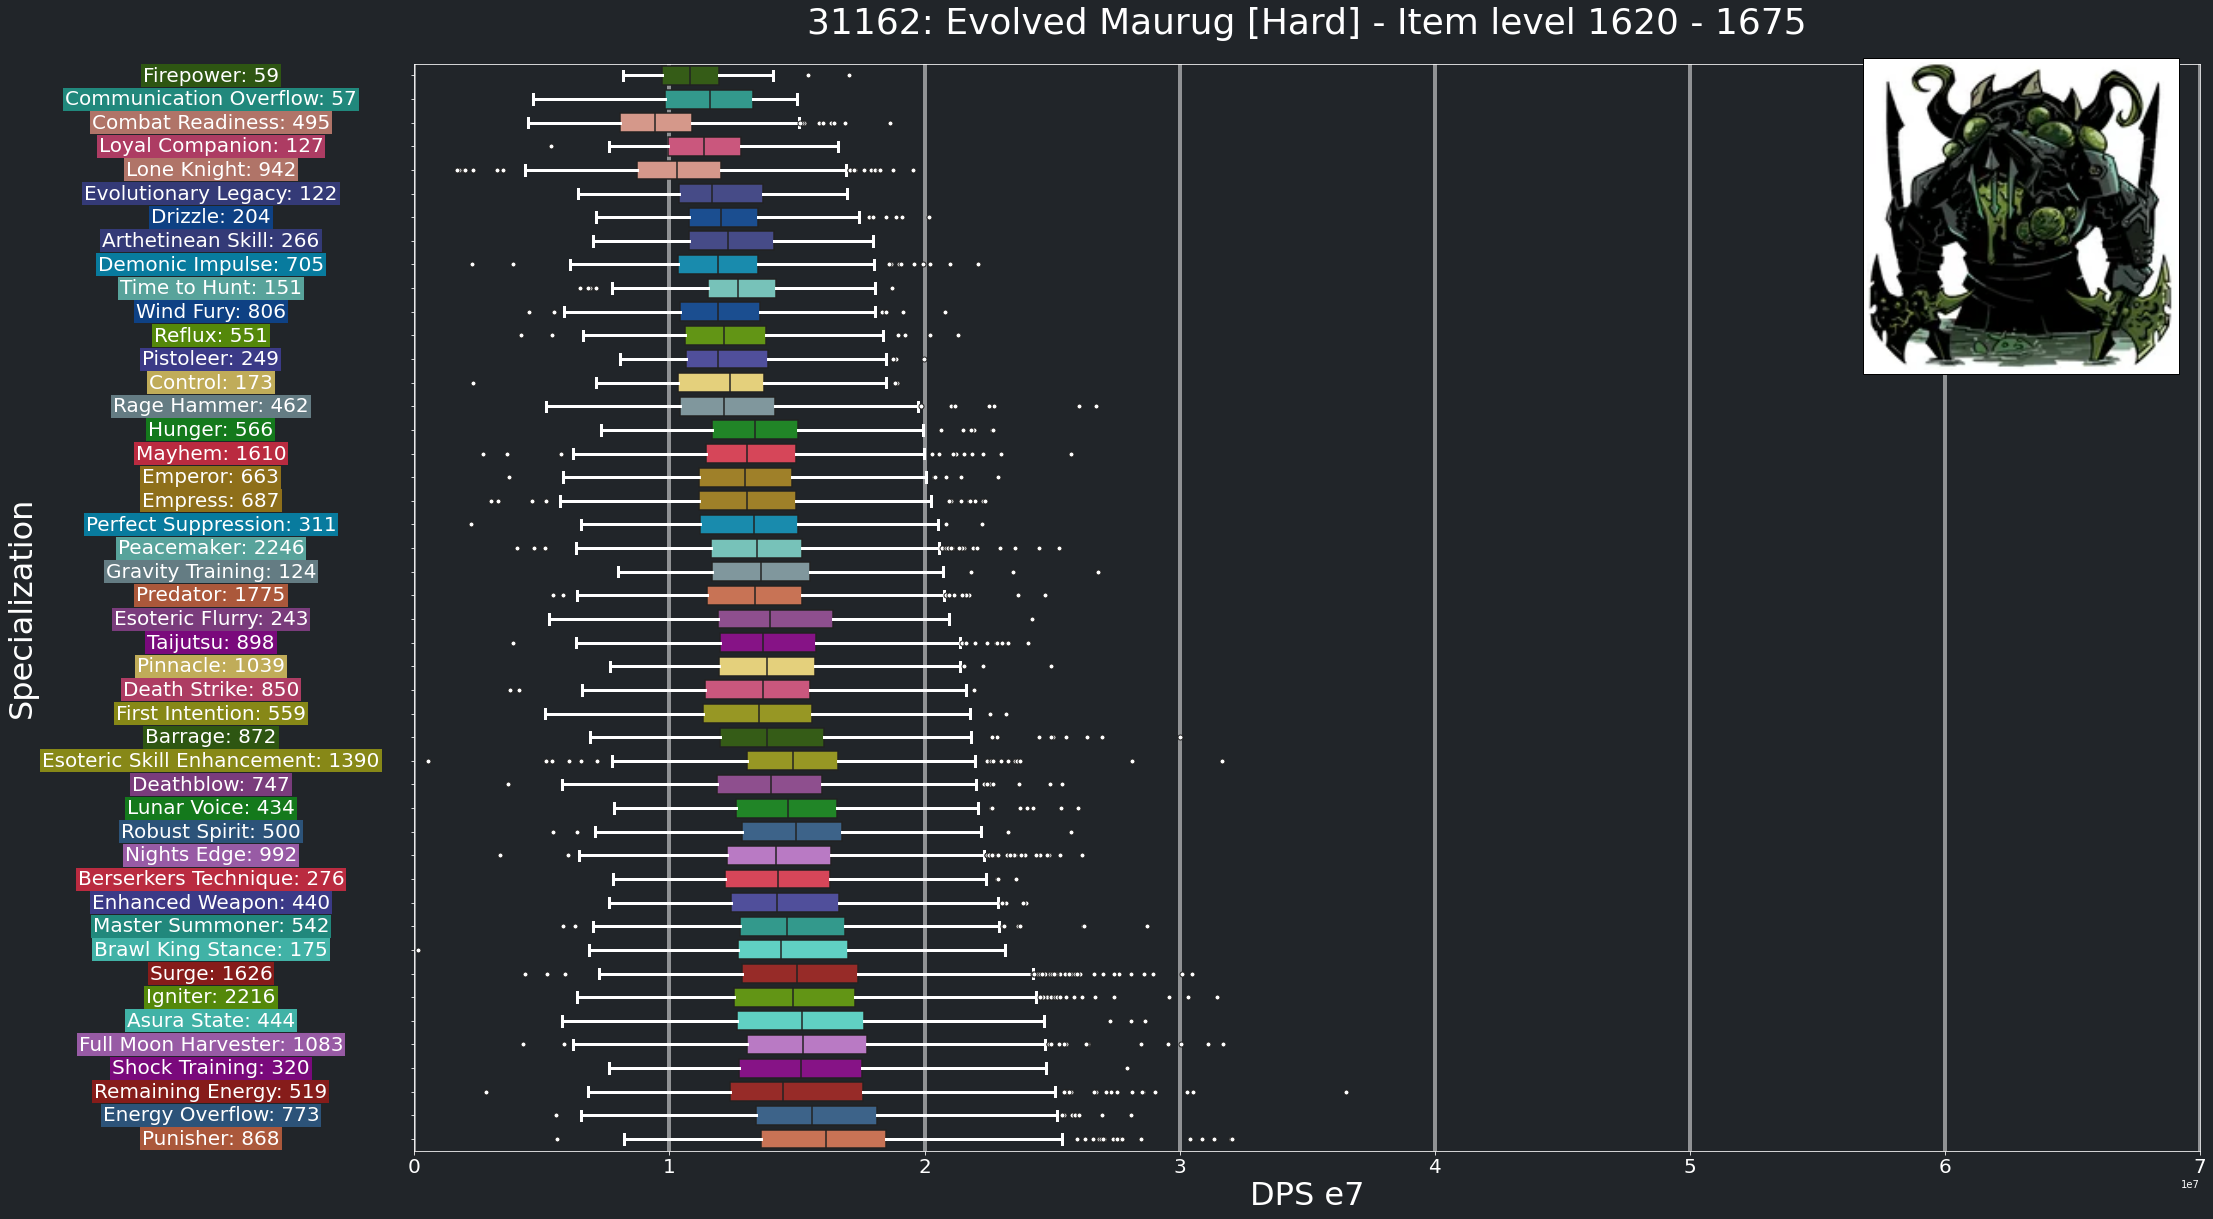 31162: Evolved Maurug [Hard] - Item level 1620 - 1675
Specialization
Firepower: 59
Communication Overflow: 57
Combat Readiness: 495
Loyal Companion: 127
Lone Knight: 942
Evolutionary Legacy: 122
Drizzle: 204
Arthetinean Skill: 266
Demonic Impulse: 705
Time to Hunt: 151
Wind Fury: 806
Reflux: 551
Pistoleer: 249
Control: 173
Rage Hammer: 462
Hunger: 566
Mayhem: 1610
Emperor: 663
Empress: 687
Perfect Suppression: 311
Peacemaker: 2246
Gravity Training: 124
Predator: 1775
Esoteric Flurry: 243
Taijutsu: 898
Pinnacle: 1039
Death Strike: 850
First Intention: 559
Barrage: 872
Esoteric Skill Enhancement: 1390
Deathblow: 747
Lunar Voice: 434
Robust Spirit: 500
Nights Edge: 992
Berserkers Technique: 276
Enhanced Weapon: 440
Master Summoner: 542
Brawl King Stance: 175
Surge: 1626
Igniter: 2216
Asura State: 444
Full Moon Harvester: 1083
Shock Training: 320
Remaining Energy: 519
Energy Overflow: 773
Punisher: 868
0 1 2 3 4 5 6 7
1e7
DPS e7